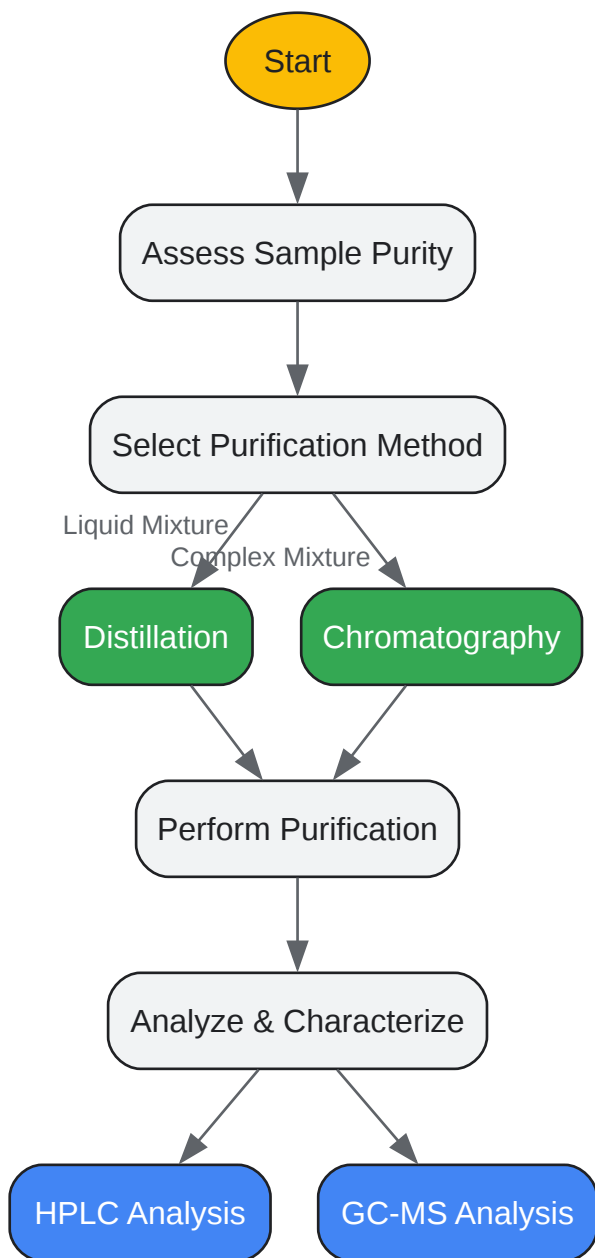 Start
Assess Sample Purity
Select Purification Method
Liquid Mixture
Complex Mixture
Distillation
Chromatography
Perform Purification
Analyze & Characterize
HPLC Analysis
GC-MS Analysis